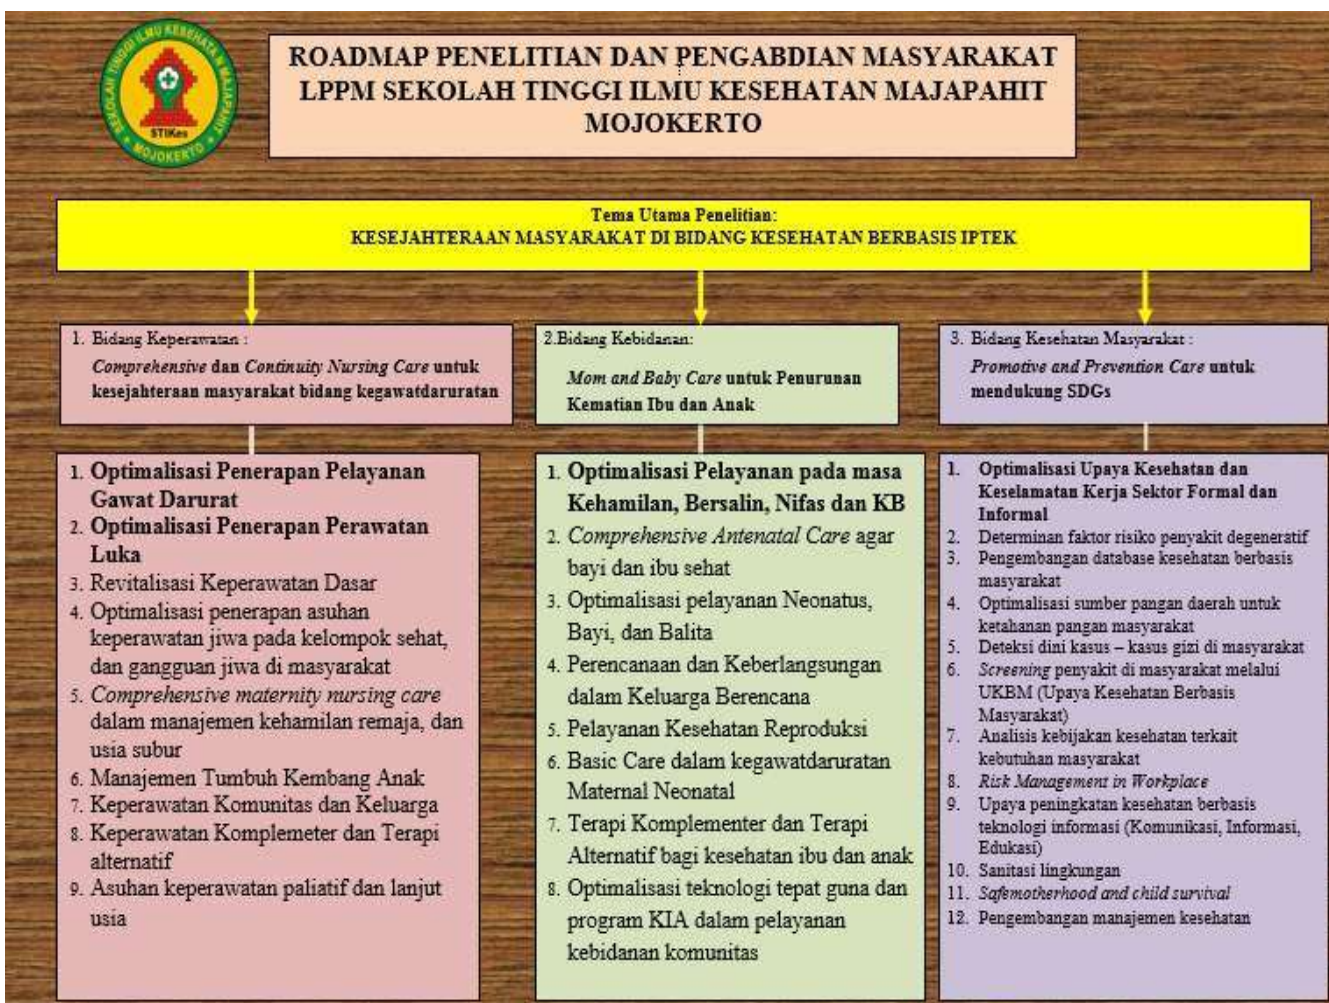 SEKOLAH TINGGI ILMU KESEHATAN MAJAPAHIT
STIKes
MOJOKERTO
ROADMAP PENELITIAN DAN PENGABDIAN MASYARAKAT
LPPM SEKOLAH TINGGI ILMU KESEHATAN MAJAPAHIT
MOJOKERTO
Tema Utama Penelitian:
KESEJAHTERAAN MASYARAKAT DI BIDANG KESEHATAN BERBASIS IPTEK
1. Bidang Keperawatan :
Comprehensive dan Continuity Nursing Care untuk
kesejahteraan masyarakat bidang kegawatdaruratan
1. Optimalisasi Penerapan Pelayanan
Gawat Darurat
2. Optimalisasi Penerapan Perawatan
Luka
3. Revitalisasi Keperawatan Dasar
4. Optimalisasi penerapan asuhan
keperawatan jiwa pada kelompok sehat,
dan gangguan jiwa di masyarakat
5. Comprehensive maternity nursing care
dalam manajemen kehamilan remaja, dan
usia subur
6. Manajemen Tumbuh Kembang Anak
7. Keperawatan Komunitas dan Keluarga
8. Keperawatan Komplemeter dan Terapi
alternatif
9. Asuhan keperawatan paliatif dan lanjut
usia
2.Bidang Kebidanan:
Mom and Baby Care untuk Penurunan
Kematian Ibu dan Anak
1. Optimalisasi Pelayanan pada masa
Kehamilan, Bersalin, Nifas dan KB
2. Comprehensive Antenatal Care agar
bayi dan ibu sehat
3. Optimalisasi pelayanan Neonatus,
Bayi, dan Balita
4. Perencanaan dan Keberlangsungan
dalam Keluarga Berencana
5. Pelayanan Kesehatan Reproduksi
6. Basic Care dalam kegawatdaruratan
Maternal Neonatal
7. Terapi Komplementer dan Terapi
Alternatif bagi kesehatan ibu dan anak
8. Optimalisasi teknologi tepat guna dan
program KIA dalam pelayanan
kebidanan komunitas
3. Bidang Kesehatan Masyarakat :
Promotive and Prevention Care untuk
mendukung SDGs
1. Optimalisasi Upaya Kesehatan dan
Keselamatan Kerja Sektor Formal dan
Informal
2. Determinan faktor risiko penyakit degeneratif
3. Pengembangan database kesehatan berbasis
masyarakat
4. Optimalisasi sumber pangan daerah untuk
ketahanan pangan masyarakat
5. Deteksi dini kasus – kasus gizi di masyarakat
6. Screening penyakit di masyarakat melalui
UKBM (Upaya Kesehatan Berbasis
Masyarakat)
7. Analisis kebijakan kesehatan terkait
kebutuhan masyarakat
8. Risk Management in Workplace
9. Upaya peningkatan kesehatan berbasis
teknologi informasi (Komunikasi, Informasi,
Edukasi)
10. Sanitasi lingkungan
11. Safemotherhood and child survival
12. Pengembangan manajemen kesehatan